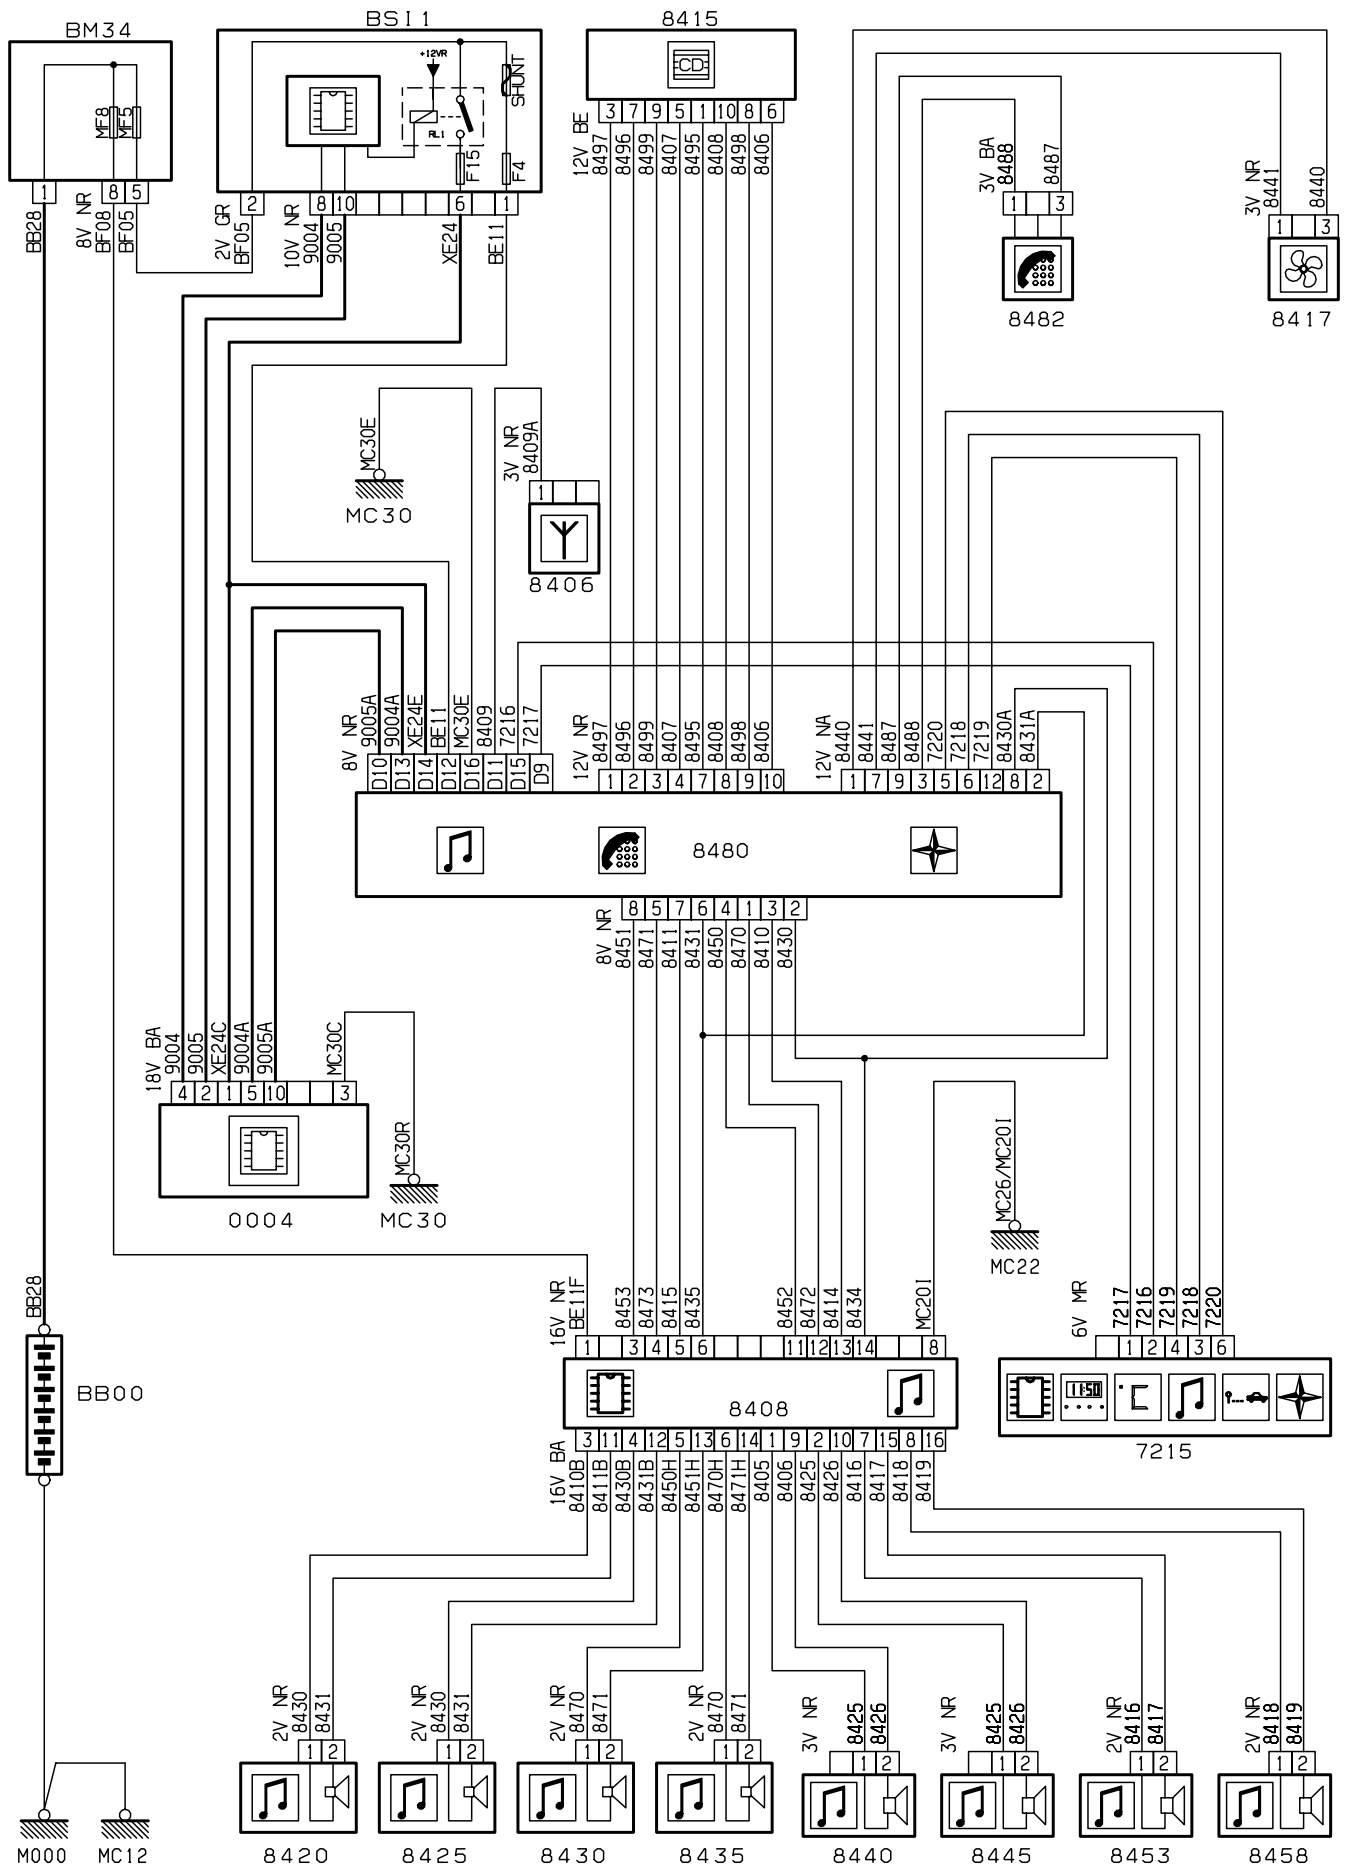 BM34
BSI1
8415
MF8
MF5
+12VR
RL1
SHUNT
F15
F4
CD
1 8 5
2 8 10 6 1
3 7 9 5 1 10 8 6
BB28
8V NR
BF08
BF05
2V GR
BF05
10V NR
9004
9005
XE24
BE11
12V BE
8497
8496
8499
8407
8495
8408
8498
8406
3V BA
8488
8487
1 3
8482
3V NR
8441
8440
1 3
8417
MC30E
MC30
3V NR
8409A
1
8406
8V NR
9005A
9004A
XE24E
BE11
MC30E
8409
7216
7217
D10 D13 D14 D12 D16 D11 D15 D9
12V NR
8497
8496
8499
8407
8495
8408
8498
8406
1 2 3 4 7 8 9 10
12V NA
8440
8441
8487
8488
7220
7218
7219
8430A
8431A
1 7 9 3 5 6 12 8 2
8480
8 5 7 6 4 1 3 2
8V NR
8451
8471
8411
8431
8450
8470
8410
8430
18V BA
9004
9005
XE24C
9004A
9005A
MC30C
4 2 1 5 10 3
0004
MC30R
MC30
MC26/MC20I
MC22
BB28
BB00
16V NR
BE11F
8453
8473
8415
8435
8452
8472
8414
8434
MC20I
1 3 4 5 6 11 12 13 14 8
8408
6V MR
7217
7216
7219
7218
7220
1 2 4 3 6
11:50
°C
7215
3 11 4 12 5 13 6 14 1 9 2 10 7 15 8 16
16V BA
8410B
8411B
8430B
8431B
8450H
8451H
8470H
8471H
8405
8406
8425
8426
8416
8417
8418
8419
2V NR
8430
8431
1 2
8420
2V NR
8430
8431
1 2
8425
2V NR
8470
8471
1 2
8430
2V NR
8470
8471
1 2
8435
3V NR
8425
8426
1 2
8440
3V NR
8425
8426
1 2
8445
2V NR
8416
8417
1 2
8453
2V NR
8418
8419
1 2
8458
M000
MC12